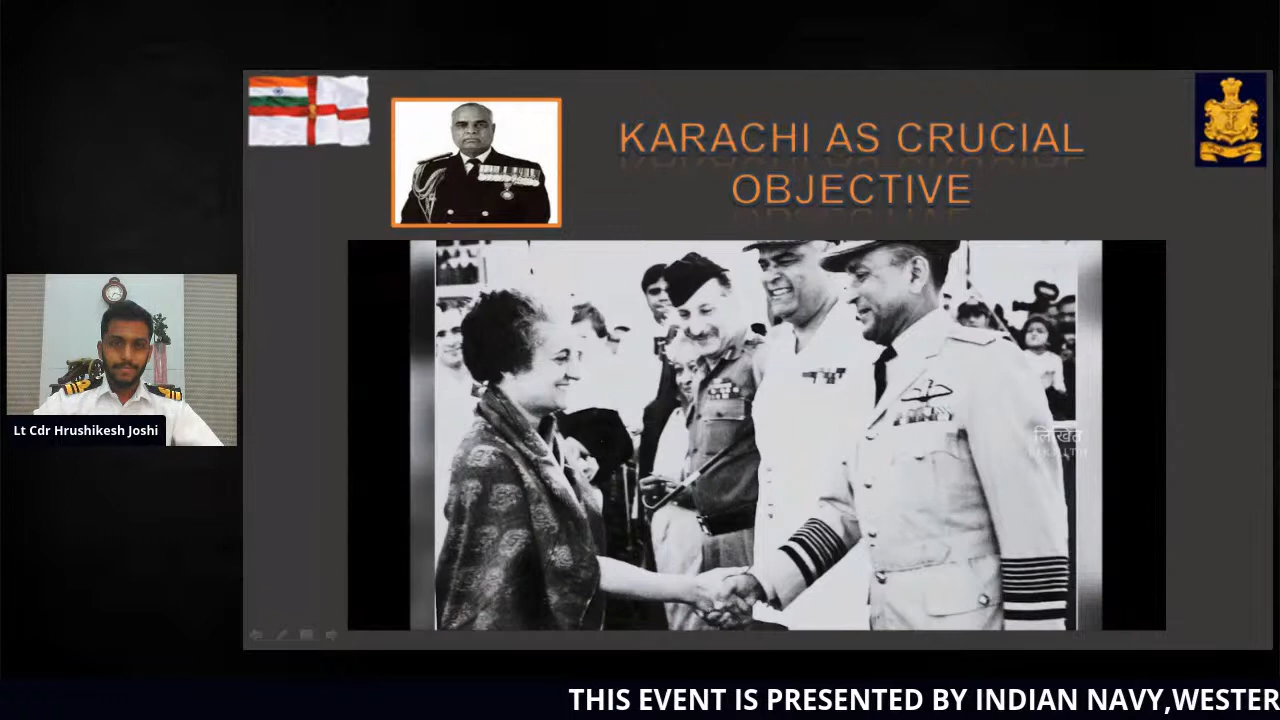 KARACHI AS CRUCIAL
OBJECTIVE
लिखित
Lt Cdr Hrushikesh Joshi
THIS EVENT IS PRESENTED BY INDIAN NAVY,WESTER